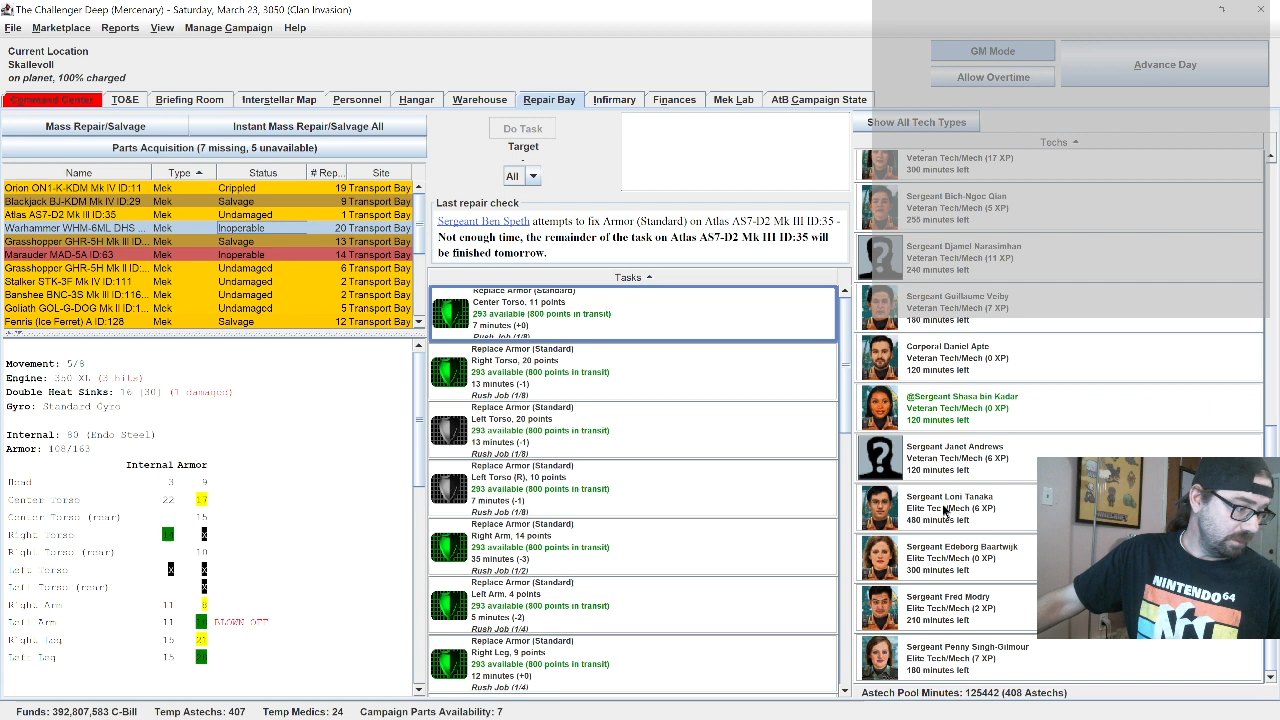 The Challenger Deep (Mercenary) - Saturday, March 23, 3050 (Clan Invasion)
File Marketplace Reports View Manage Campaign Help
Current Location
Skallevoll
on planet, 100% charged
GM Mode
Allow Overtime
Advance Day
Command Center TO&E Briefing Room Interstellar Map Personnel Hangar Warehouse Repair Bay Infirmary Finances Mek Lab AtB Campaign State
Mass Repair/Salvage Instant Mass Repair/Salvage All
Parts Acquisition (7 missing, 5 unavailable)
Name Type Status # Rep... Site
Orion ON1-K-KDM Mk IV ID:11 Mek Crippled 19 Transport Bay
Blackjack BJ-KDM Mk IV ID:29 Mek Salvage 9 Transport Bay
Atlas AS7-D2 Mk III ID:35 Mek Undamaged 1 Transport Bay
Warhammer WHM-6ML DHS ... Mek Inoperable 20 Transport Bay
Grasshopper GHR-5H Mk III ID... Mek Salvage 13 Transport Bay
Marauder MAD-5A ID:63 Mek Inoperable 14 Transport Bay
Grasshopper GHR-5H Mk II ID:... Mek Undamaged 6 Transport Bay
Stalker STK-3F Mk IV ID:111 Mek Undamaged 2 Transport Bay
Banshee BNC-3S Mk III ID:116... Mek Undamaged 2 Transport Bay
Goliath GOL-G-DOG Mk II ID:1... Mek Undamaged 7 Transport Bay
Fenris (Ice Ferret) A ID:128 Mek Salvage 12 Transport Bay
Movement: 5/8
Engine: 350 XL (3 hits)
Double Heat Sinks: 16 [30] (1 damaged)
Gyro: Standard Gyro
Internal: 80 (Endo Steel)
Armor: 108/163
Internal Armor
Head 3 9
Center Torso 22 17
Center Torso (rear) 15
Right Torso x
Right Torso (rear) 10
Left Torso x x
Left Torso (rear) x
Right Arm 11
Left Arm BLOWN OFF
Right Leg 21
Left Leg
Do Task
Target
-
All
Last repair check
Sergeant Ben Speth attempts to fix Armor (Standard) on Atlas AS7-D2 Mk III ID:35 -
Not enough time, the remainder of the task on Atlas AS7-D2 Mk III ID:35 will
be finished tomorrow.
Tasks
Replace Armor (Standard)
Center Torso, 11 points
293 available (800 points in transit)
7 minutes (+0)
Rush Job (1/8)
Replace Armor (Standard)
Right Torso, 20 points
293 available (800 points in transit)
13 minutes (-1)
Rush Job (1/8)
Replace Armor (Standard)
Left Torso, 20 points
293 available (800 points in transit)
13 minutes (-1)
Rush Job (1/8)
Replace Armor (Standard)
Left Torso (R), 10 points
293 available (800 points in transit)
7 minutes (-1)
Rush Job (1/8)
Replace Armor (Standard)
Right Arm, 14 points
293 available (800 points in transit)
35 minutes (-3)
Rush Job (1/2)
Replace Armor (Standard)
Left Arm, 4 points
293 available (800 points in transit)
5 minutes (-2)
Rush Job (1/4)
Replace Armor (Standard)
Right Leg, 9 points
293 available (800 points in transit)
12 minutes (+0)
Rush Job (1/4)
Show All Tech Types
Techs
Veteran Tech/Mech (17 XP)
300 minutes left
Sergeant Bich-Ngoc Qian
Veteran Tech/Mech (5 XP)
255 minutes left
Sergeant Djamel Narasimhan
Veteran Tech/Mech (11 XP)
240 minutes left
Sergeant Guillaume Veiby
Veteran Tech/Mech (7 XP)
180 minutes left
Corporal Daniel Apte
Veteran Tech/Mech (0 XP)
120 minutes left
@Sergeant Shasa bin Kadar
Veteran Tech/Mech (0 XP)
120 minutes left
Sergeant Janet Andrews
Veteran Tech/Mech (6 XP)
120 minutes left
Sergeant Loni Tanaka
Elite Tech/Mech (6 XP)
480 minutes left
Sergeant Edeborg Baartwijk
Elite Tech/Mech (0 XP)
300 minutes left
Sergeant Fred Modry
Elite Tech/Mech (2 XP)
210 minutes left
Sergeant Penny Singh-Gilmour
Elite Tech/Mech (7 XP)
180 minutes left
NINTENDO 64
Astech Pool Minutes: 125442 (408 Astechs)
Funds: 392,807,583 C-Bill Temp Astechs: 407 Temp Medics: 24 Campaign Parts Availability: 7